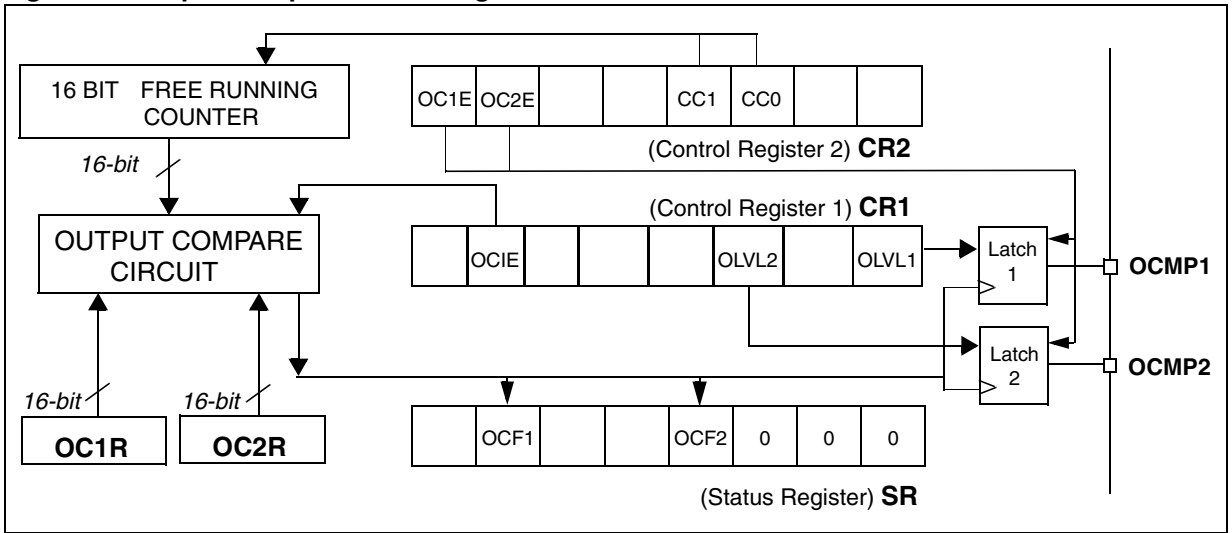 16 BIT FREE RUNNING
COUNTER
16-bit
OC1E OC2E CC1 CC0
(Control Register 2) CR2
(Control Register 1) CR1
OUTPUT COMPARE
CIRCUIT
OCIE OLVL2 OLVL1
Latch
1
OCMP1
Latch
2
OCMP2
16-bit
16-bit
OC1R
OC2R
OCF1 OCF2 0 0 0
(Status Register) SR